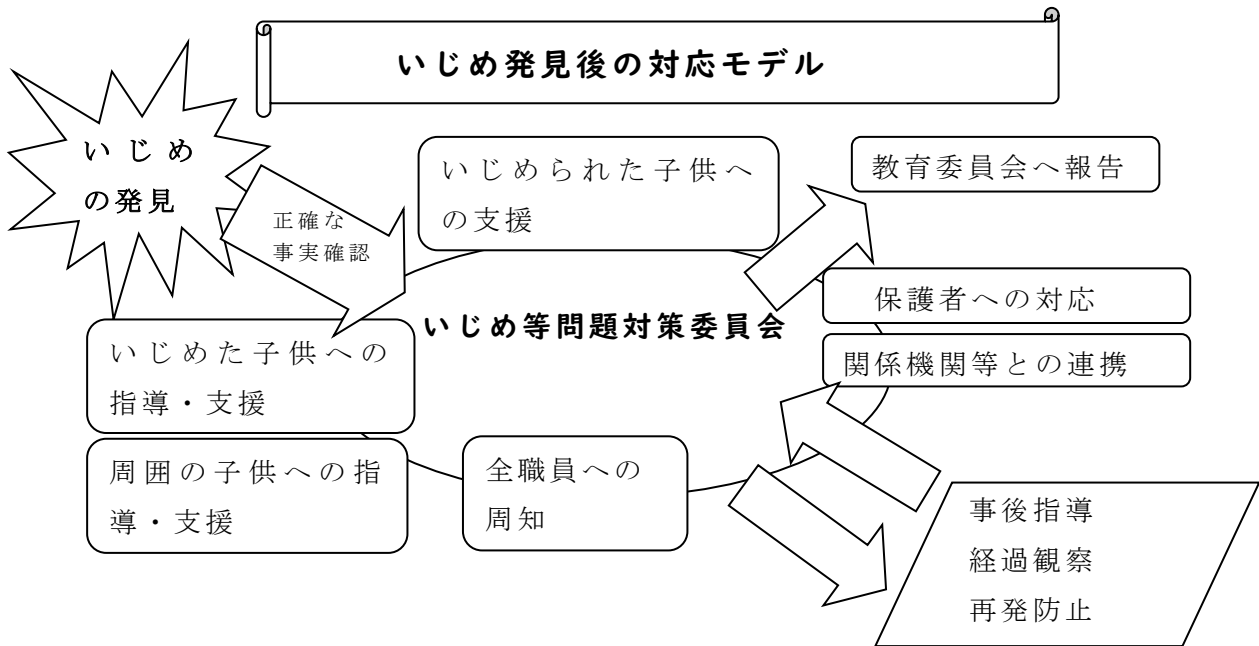 いじめ発見後の対応モデル
いじめ
の発見
正確な
事実確認
いじめられた子供へ
の支援
教育委員会へ報告
いじめ等問題対策委員会
保護者への対応
関係機関等との連携
いじめた子供への
指導・支援
周囲の子供への指
導・支援
全職員への
周知
事後指導
経過観察
再発防止